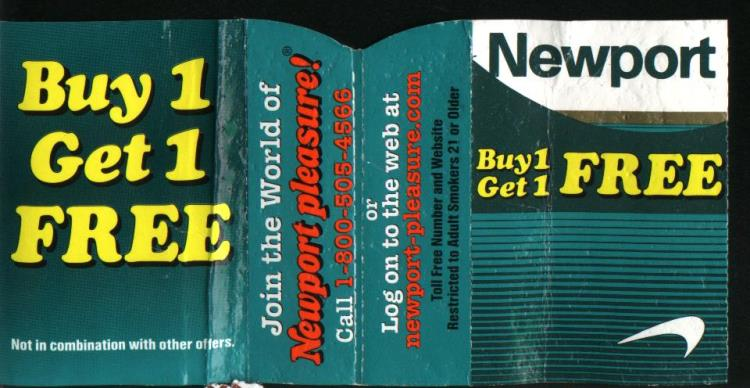 Buy 1
Get 1
FREE
Not in combination with other offers.
Join the World of
Newport pleasure!®
Call 1-800-505-4566
or
Log on to the web at
newport-pleasure.com
Toll Free Number and Website
Restricted to Adult Smokers 21 or Older
Newport
Buy 1
Get 1 FREE